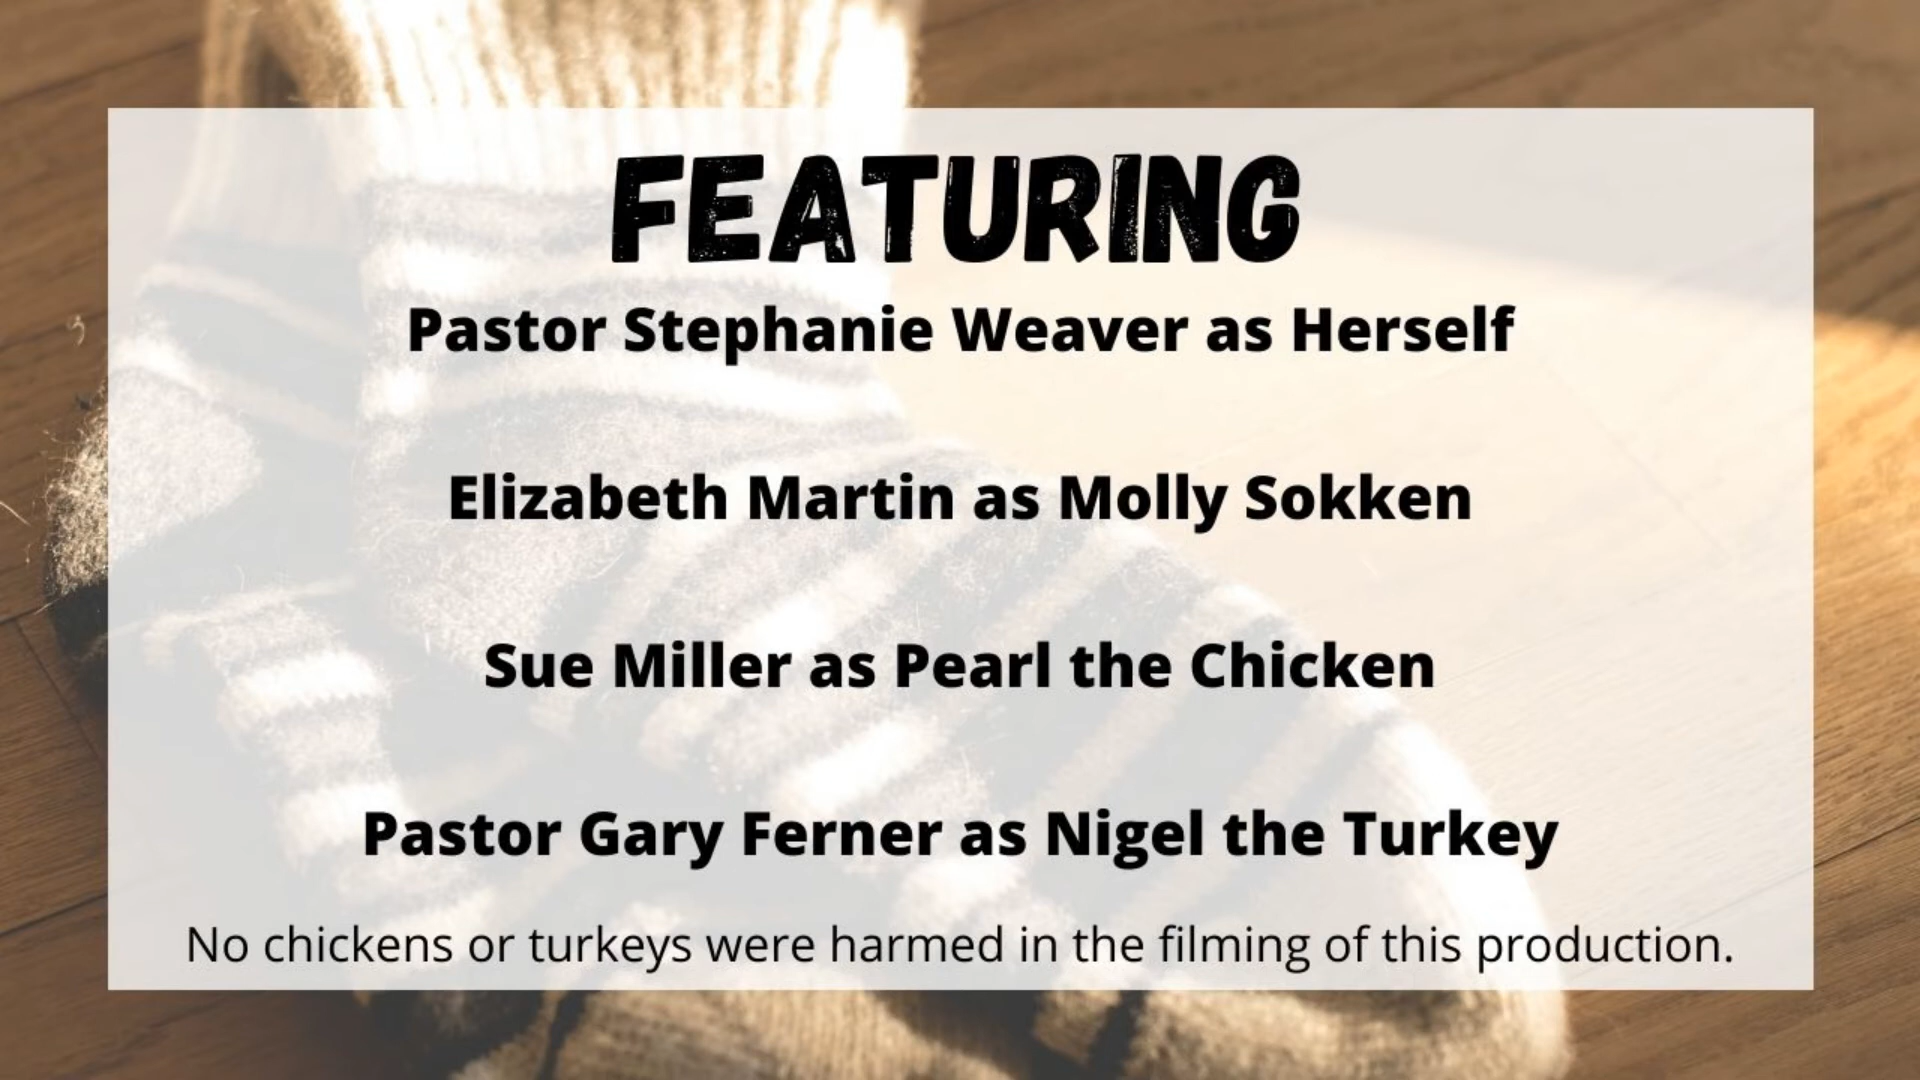 FEATURING
Pastor Stephanie Weaver as Herself
Elizabeth Martin as Molly Sokken
Sue Miller as Pearl the Chicken
Pastor Gary Ferner as Nigel the Turkey
No chickens or turkeys were harmed in the filming of this production.